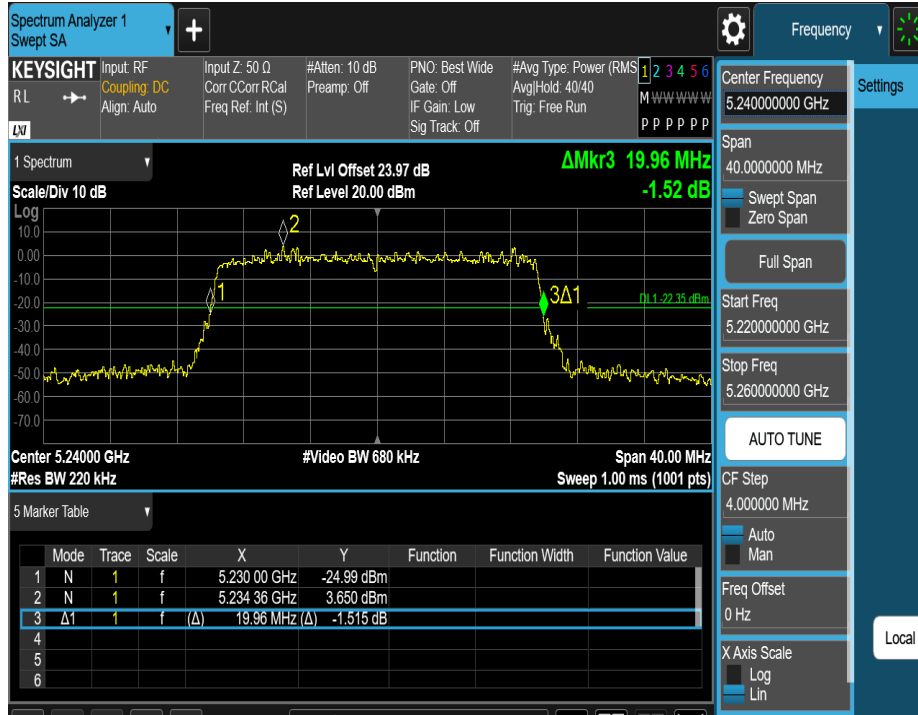 Spectrum Analyzer 1
Swept SA
+
Frequency
KEYSIGHT
RL
LXI
Input: RF
Coupling: DC
Align: Auto
Input Z: 50 Ω
Corr CCorr RCal
Freq Ref: Int (S)
#Atten: 10 dB
Preamp: Off
PNO: Best Wide
Gate: Off
IF Gain: Low
Sig Track: Off
#Avg Type: Power (RMS
Avg|Hold: 40/40
Trig: Free Run
1 2 3 4 5 6
M W W W W W
P P P P P P
1 Spectrum
Scale/Div 10 dB
Ref Lvl Offset 23.97 dB
Ref Level 20.00 dBm
ΔMkr3 19.96 MHz
-1.52 dB
Log
10.0
0.00
-10.0
-20.0
-30.0
-40.0
-50.0
-60.0
-70.0
2
1
3Δ1
DL1 -22.35 dBm
Center 5.24000 GHz
#Video BW 680 kHz
Span 40.00 MHz
#Res BW 220 kHz
Sweep 1.00 ms (1001 pts)
5 Marker Table
Mode Trace Scale X Y Function Function Width Function Value
1 N 1 f 5.230 00 GHz -24.99 dBm
2 N 1 f 5.234 36 GHz 3.650 dBm
3 Δ1 1 f (Δ) 19.96 MHz (Δ) -1.515 dB
4
5
6
Center Frequency
5.240000000 GHz
Settings
Span
40.0000000 MHz
Swept Span
Zero Span
Full Span
Start Freq
5.220000000 GHz
Stop Freq
5.260000000 GHz
AUTO TUNE
CF Step
4.000000 MHz
Auto
Man
Freq Offset
0 Hz
Local
X Axis Scale
Log
Lin